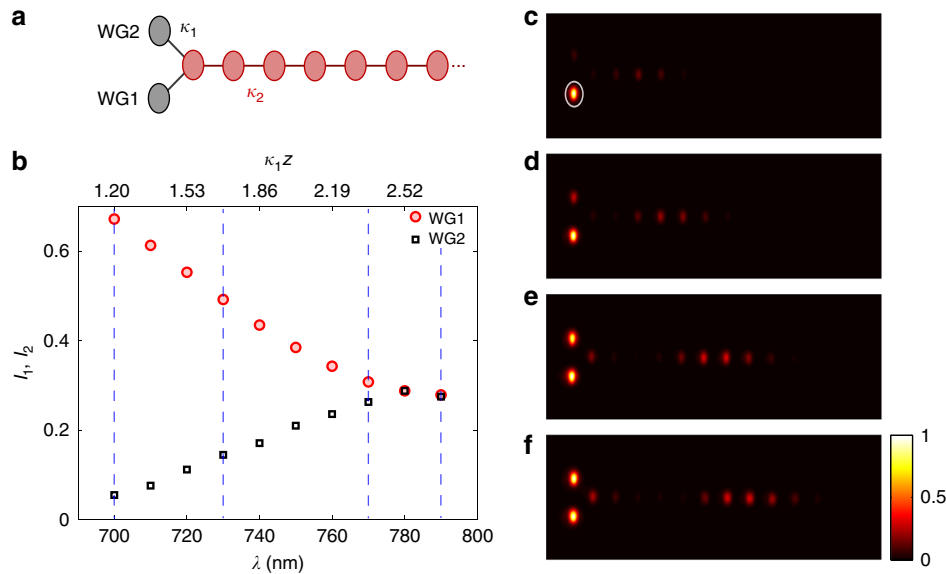 a
WG2
κ1
WG1
κ2
...
b
κ1z
1.20 1.53 1.86 2.19 2.52
WG1
WG2
0.6
0.4
0.2
0
I1, I2
700 720 740 760 780 800
λ (nm)
c
d
e
f
1
0.5
0